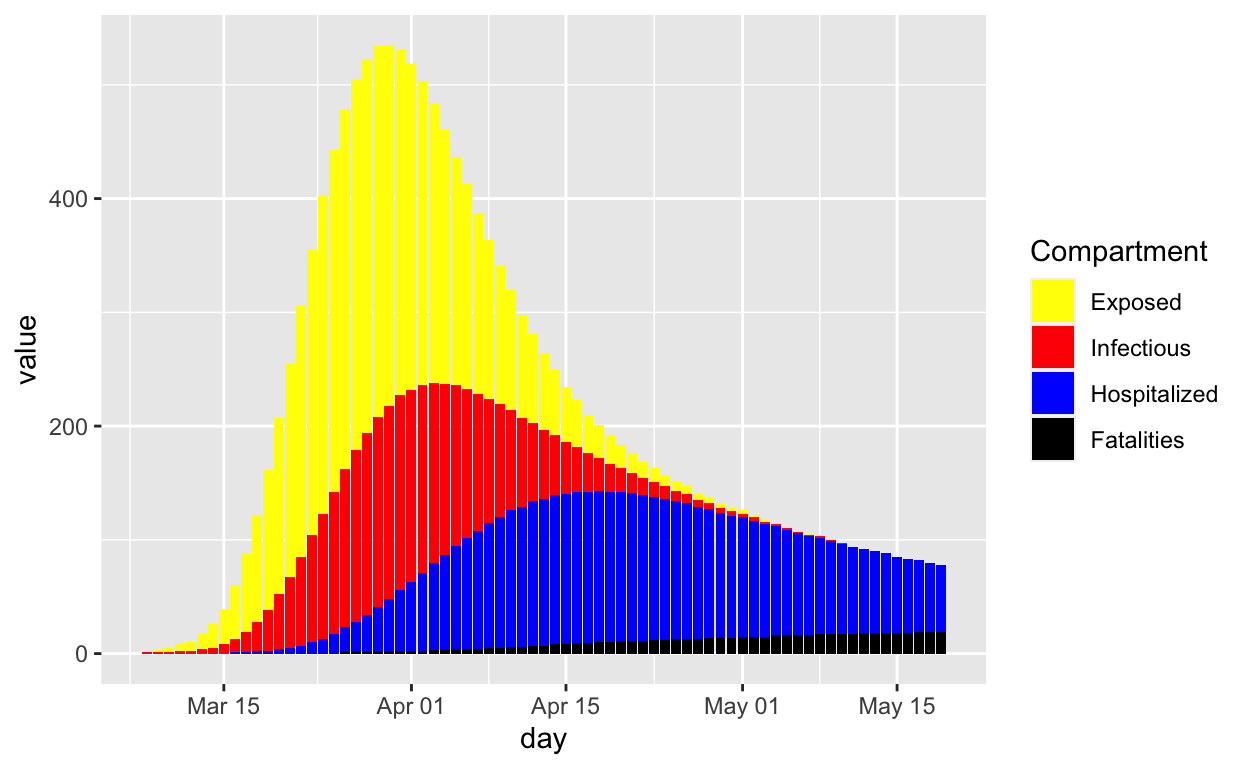 400
200
0
value
Mar 15
Apr 01
Apr 15
May 01
May 15
day
Compartment
Exposed
Infectious
Hospitalized
Fatalities